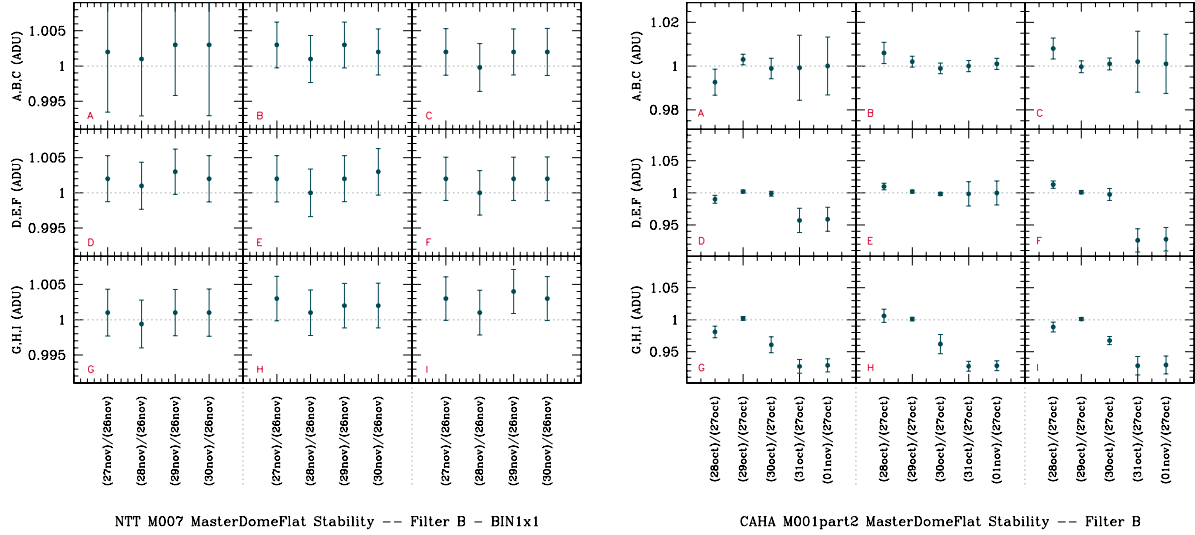 A,B,C (ADU)
1.005
1
0.995
A
B
C
D,E,F (ADU)
1.005
1
0.995
D
E
F
G,H,I (ADU)
1.005
1
0.995
G
H
I
(27nov)/(26nov)
(28nov)/(26nov)
(29nov)/(26nov)
(30nov)/(26nov)
(27nov)/(26nov)
(28nov)/(26nov)
(29nov)/(26nov)
(30nov)/(26nov)
(27nov)/(26nov)
(28nov)/(26nov)
(29nov)/(26nov)
(30nov)/(26nov)
NTT M007 MasterDomeFlat Stability -- Filter B - BIN1x1
A,B,C (ADU)
1.02
1
0.98
A
B
C
D,E,F (ADU)
1.05
1
0.95
D
E
F
G,H,I (ADU)
1.05
1
0.95
G
H
I
(28oct)/(27oct)
(29oct)/(27oct)
(30oct)/(27oct)
(31oct)/(27oct)
(01nov)/(27oct)
(28oct)/(27oct)
(29oct)/(27oct)
(30oct)/(27oct)
(31oct)/(27oct)
(01nov)/(27oct)
(28oct)/(27oct)
(29oct)/(27oct)
(30oct)/(27oct)
(31oct)/(27oct)
(01nov)/(27oct)
CAHA M001part2 MasterDomeFlat Stability -- Filter B